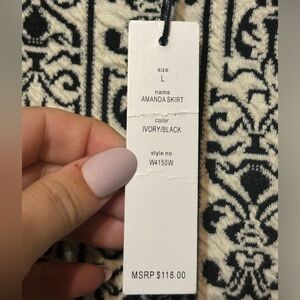 size
L
name
AMANDA SKIRT
color
IVORY/BLACK
style no
W4150W
MSRP $118.00